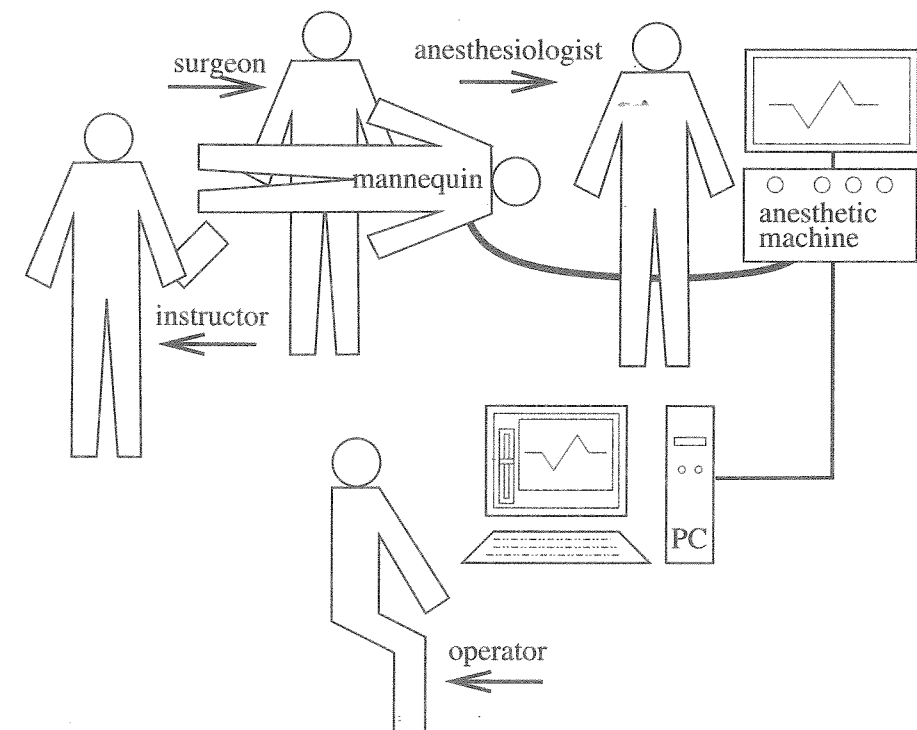 anesthesiologist
surgeon
mannequin
anesthetic
machine
instructor
PC
operator